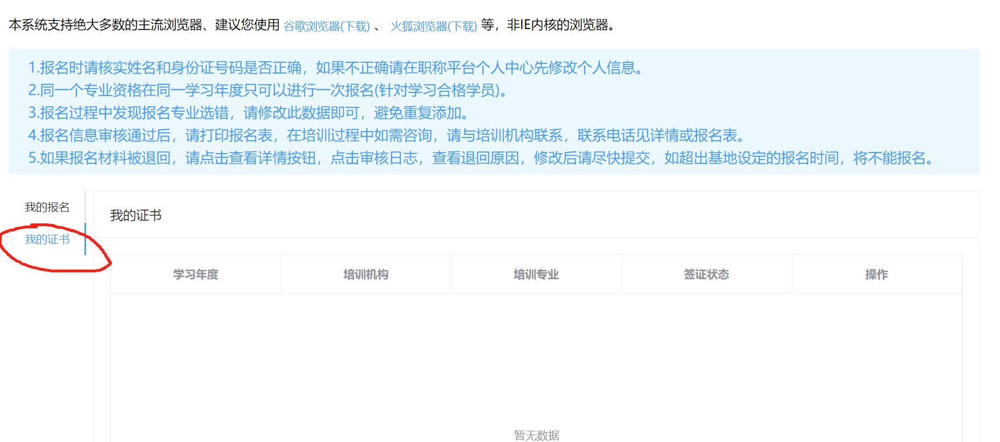 本系统支持绝大多数的主流浏览器、建议您使用 谷歌浏览器(下载) 、 火狐浏览器(下载) 等，非IE内核的浏览器。
1.报名时请核实姓名和身份证号码是否正确，如果不正确请在职称平台个人中心先修改个人信息。
2.同一个专业资格在同一学习年度只可以进行一次报名(针对学习合格学员)。
3.报名过程中发现报名专业选错，请修改此数据即可，避免重复添加。
4.报名信息审核通过后，请打印报名表，在培训过程中如需咨询，请与培训机构联系，联系电话见详情或报名表。
5.如果报名材料被退回，请点击查看详情按钮，点击审核日志，查看退回原因，修改后请尽快提交，如超出基地设定的报名时间，将不能报名。
我的报名
我的证书
我的证书
学习年度 培训机构 培训专业 签证状态 操作
暂无数据